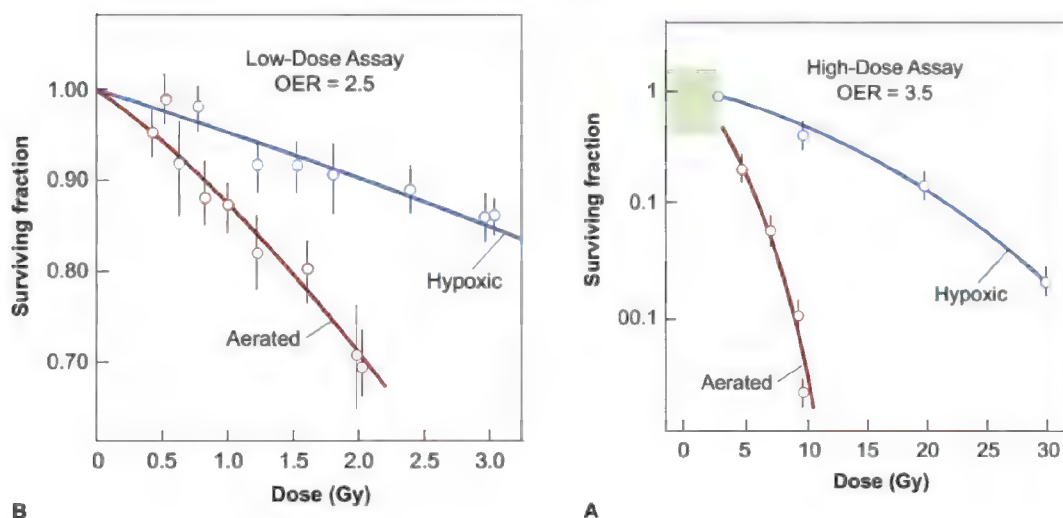 Low-Dose Assay
OER = 2.5
Surviving fraction
1.00
0.90
0.80
0.70
Hypoxic
Aerated
0 0.5 1.0 1.5 2.0 2.5 3.0
Dose (Gy)
B
High-Dose Assay
OER = 3.5
Surviving fraction
1
0.1
00.1
Hypoxic
Aerated
0 5 10 15 20 25 30
Dose (Gy)
A